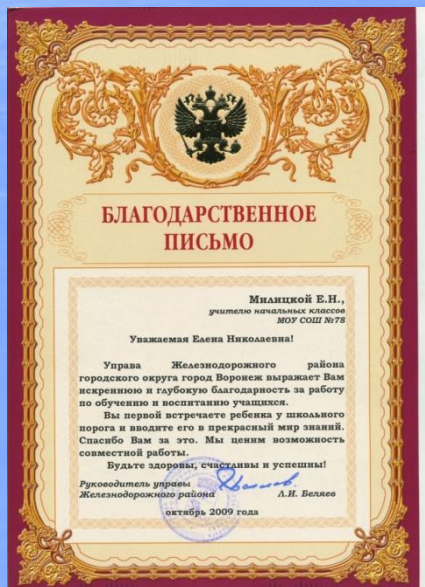 БЛАГОДАРСТВЕННОЕ
ПИСЬМО
Милицкой Е.Н.,
учителю начальных классов
МОУ СОШ №78
Уважаемая Елена Николаевна!
Управа Железнодорожного района
городского округа город Воронеж выражает Вам
искреннюю и глубокую благодарность за работу
по обучению и воспитанию учащихся.
Вы первой встречаете ребенка у школьного
порога и вводите его в прекрасный мир знаний.
Спасибо Вам за это. Мы ценим возможность
совместной работы.
Будьте здоровы, счастливы и успешны!
Руководитель управы
Железнодорожного района Л.И. Беляев
октябрь 2009 года